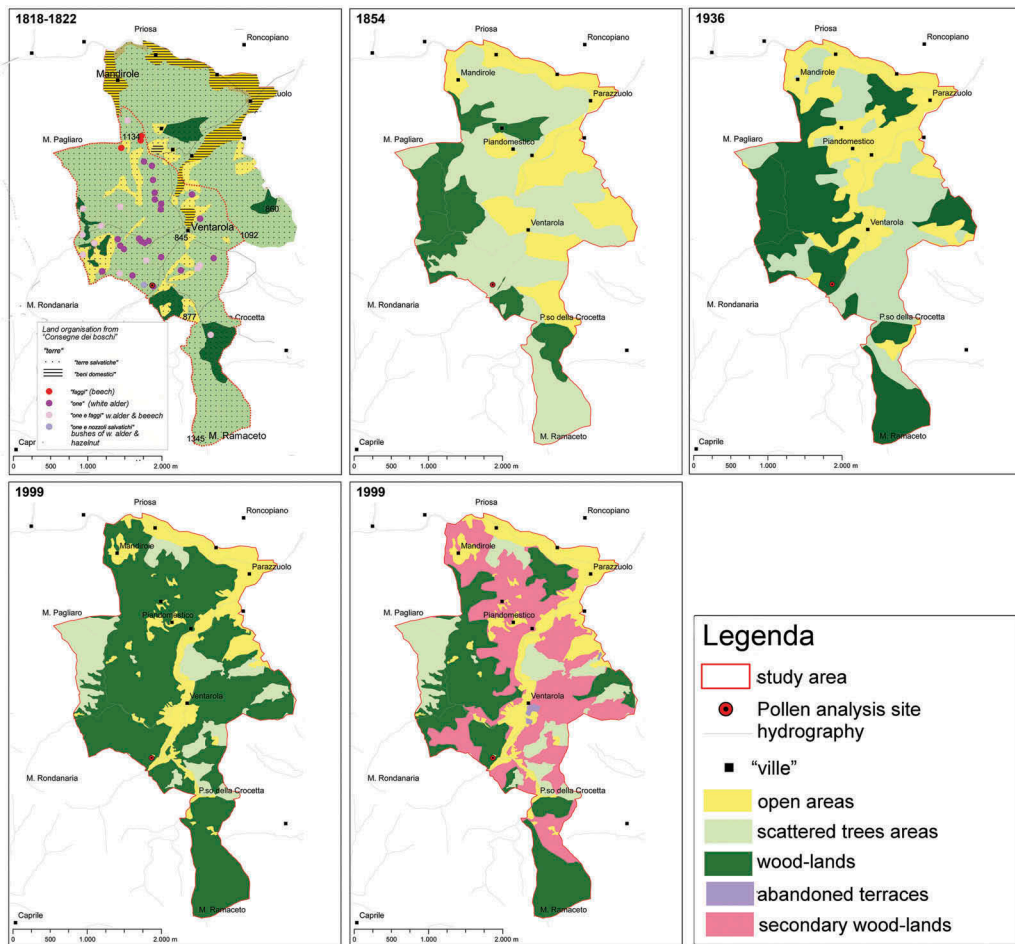 1818-1822
Priosa
Roncopiano
Mandirole
zuolo
M. Pagliaro
1134
860
Ventarola
845
1092
M. Rondanaria
877
a Crocetta
Land organisation from
"Consegne dei boschi"
"terre"
"terre salvatiche"
"beni domestici"
"faggi" (beech)
"one" (white alder)
"one e faggi" w.alder & beeech
"one e nozzoli salvatichi"
bushes of w. alder &
hazelnut
1345
M. Ramaceto
Caprile
0 500 1.000 2.000 m
1854
Priosa
Roncopiano
Mandirole
Parazzuolo
M. Pagliaro
Piandomestico
Ventarola
M. Rondanaria
P.so della Crocetta
M. Ramaceto
Caprile
0 500 1.000 2.000 m
1936
Priosa
Roncopiano
Mandirole
Parazzuolo
M. Pagliaro
Piandomestico
Ventarola
M. Rondanaria
P.so della Crocetta
M. Ramaceto
Caprile
0 500 1.000 2.000 m
1999
Priosa
Roncopiano
Mandirole
Parazzuolo
M. Pagliaro
Piandomestico
Ventarola
M. Rondanaria
P.so della Crocetta
M. Ramaceto
Caprile
0 500 1.000 2.000 m
1999
Priosa
Roncopiano
Mandirole
Parazzuolo
M. Pagliaro
Piandomestico
Ventarola
M. Rondanaria
P.so della Crocetta
M. Ramaceto
Caprile
0 500 1.000 2.000 m
Legenda
study area
Pollen analysis site
hydrography
"ville"
open areas
scattered trees areas
wood-lands
abandoned terraces
secondary wood-lands